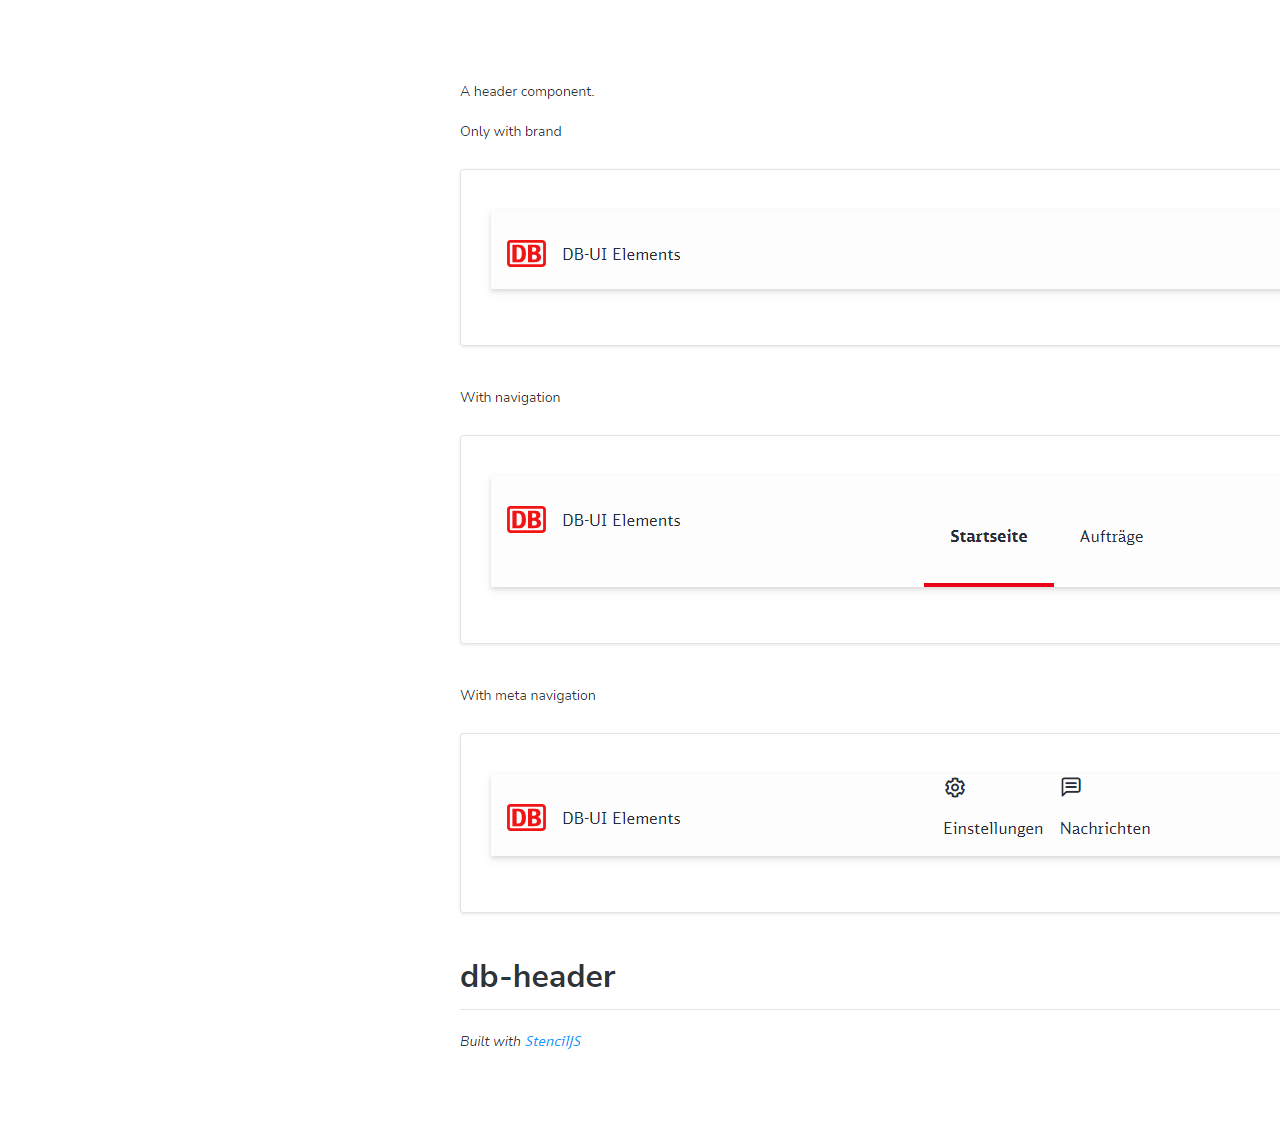 A header component.
Only with brand
DB DB-UI Elements
With navigation
DB DB-UI Elements Startseite Aufträge
With meta navigation
DB DB-UI Elements Einstellungen Nachrichten
db-header
Built with StencilJS